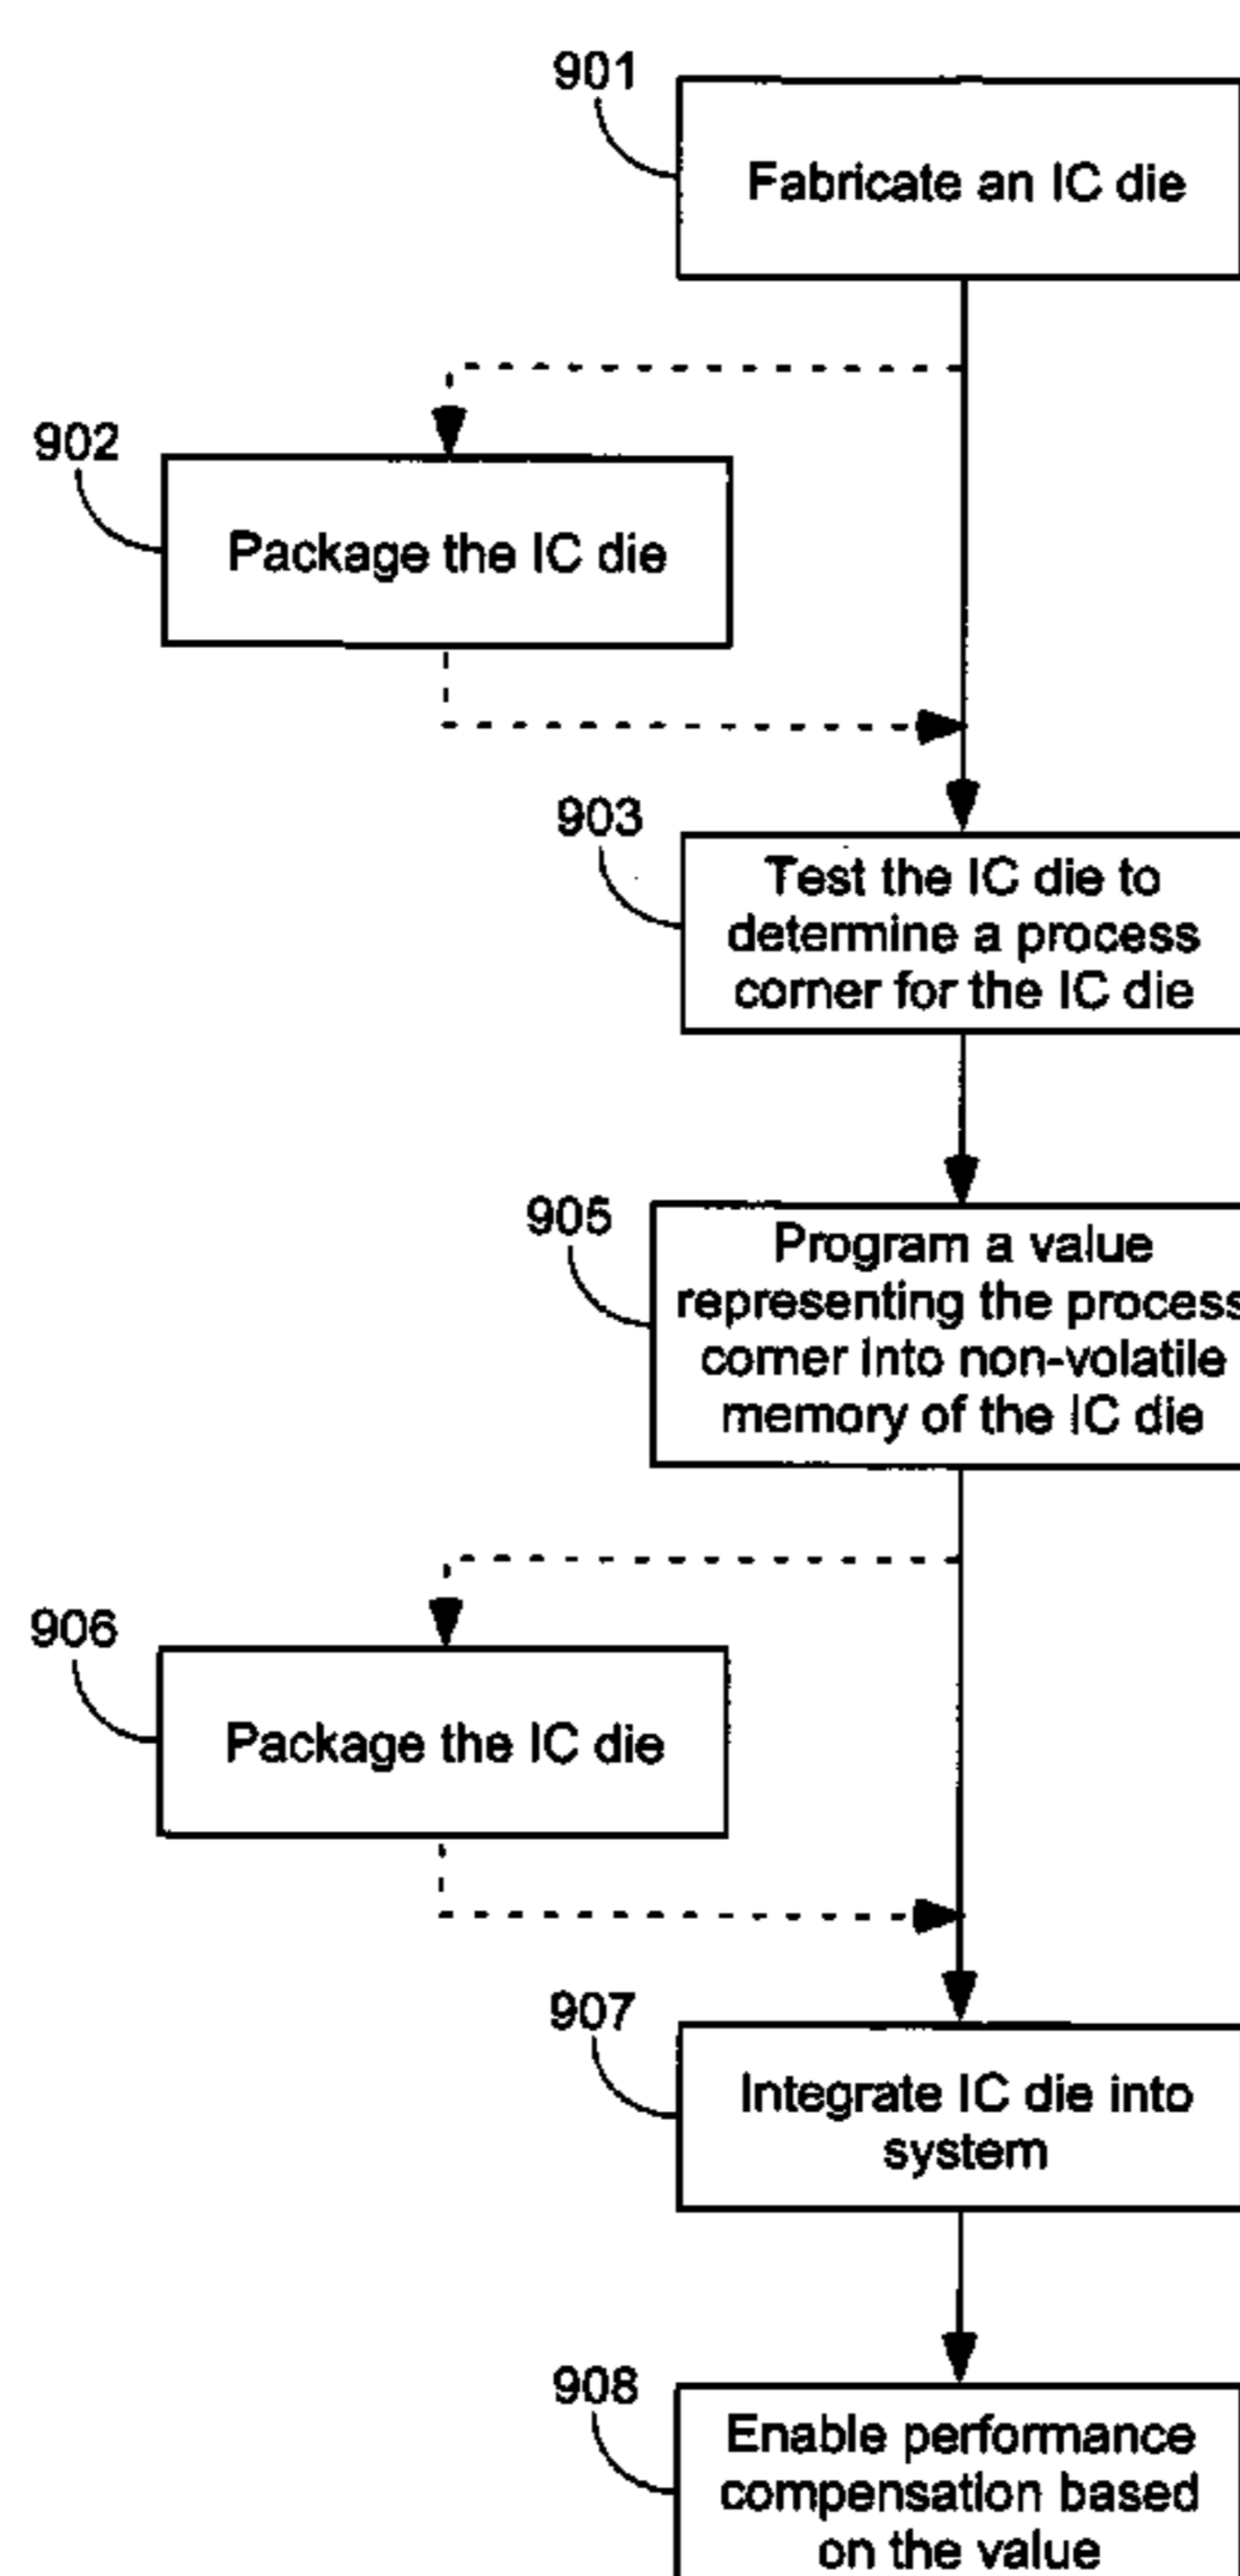 901
Fabricate an IC die
902
Package the IC die
903
Test the IC die to
determine a process
corner for the IC die
905
Program a value
representing the process
corner into non-volatile
memory of the IC die
906
Package the IC die
907
Integrate IC die into
system
908
Enable performance
compensation based
on the value